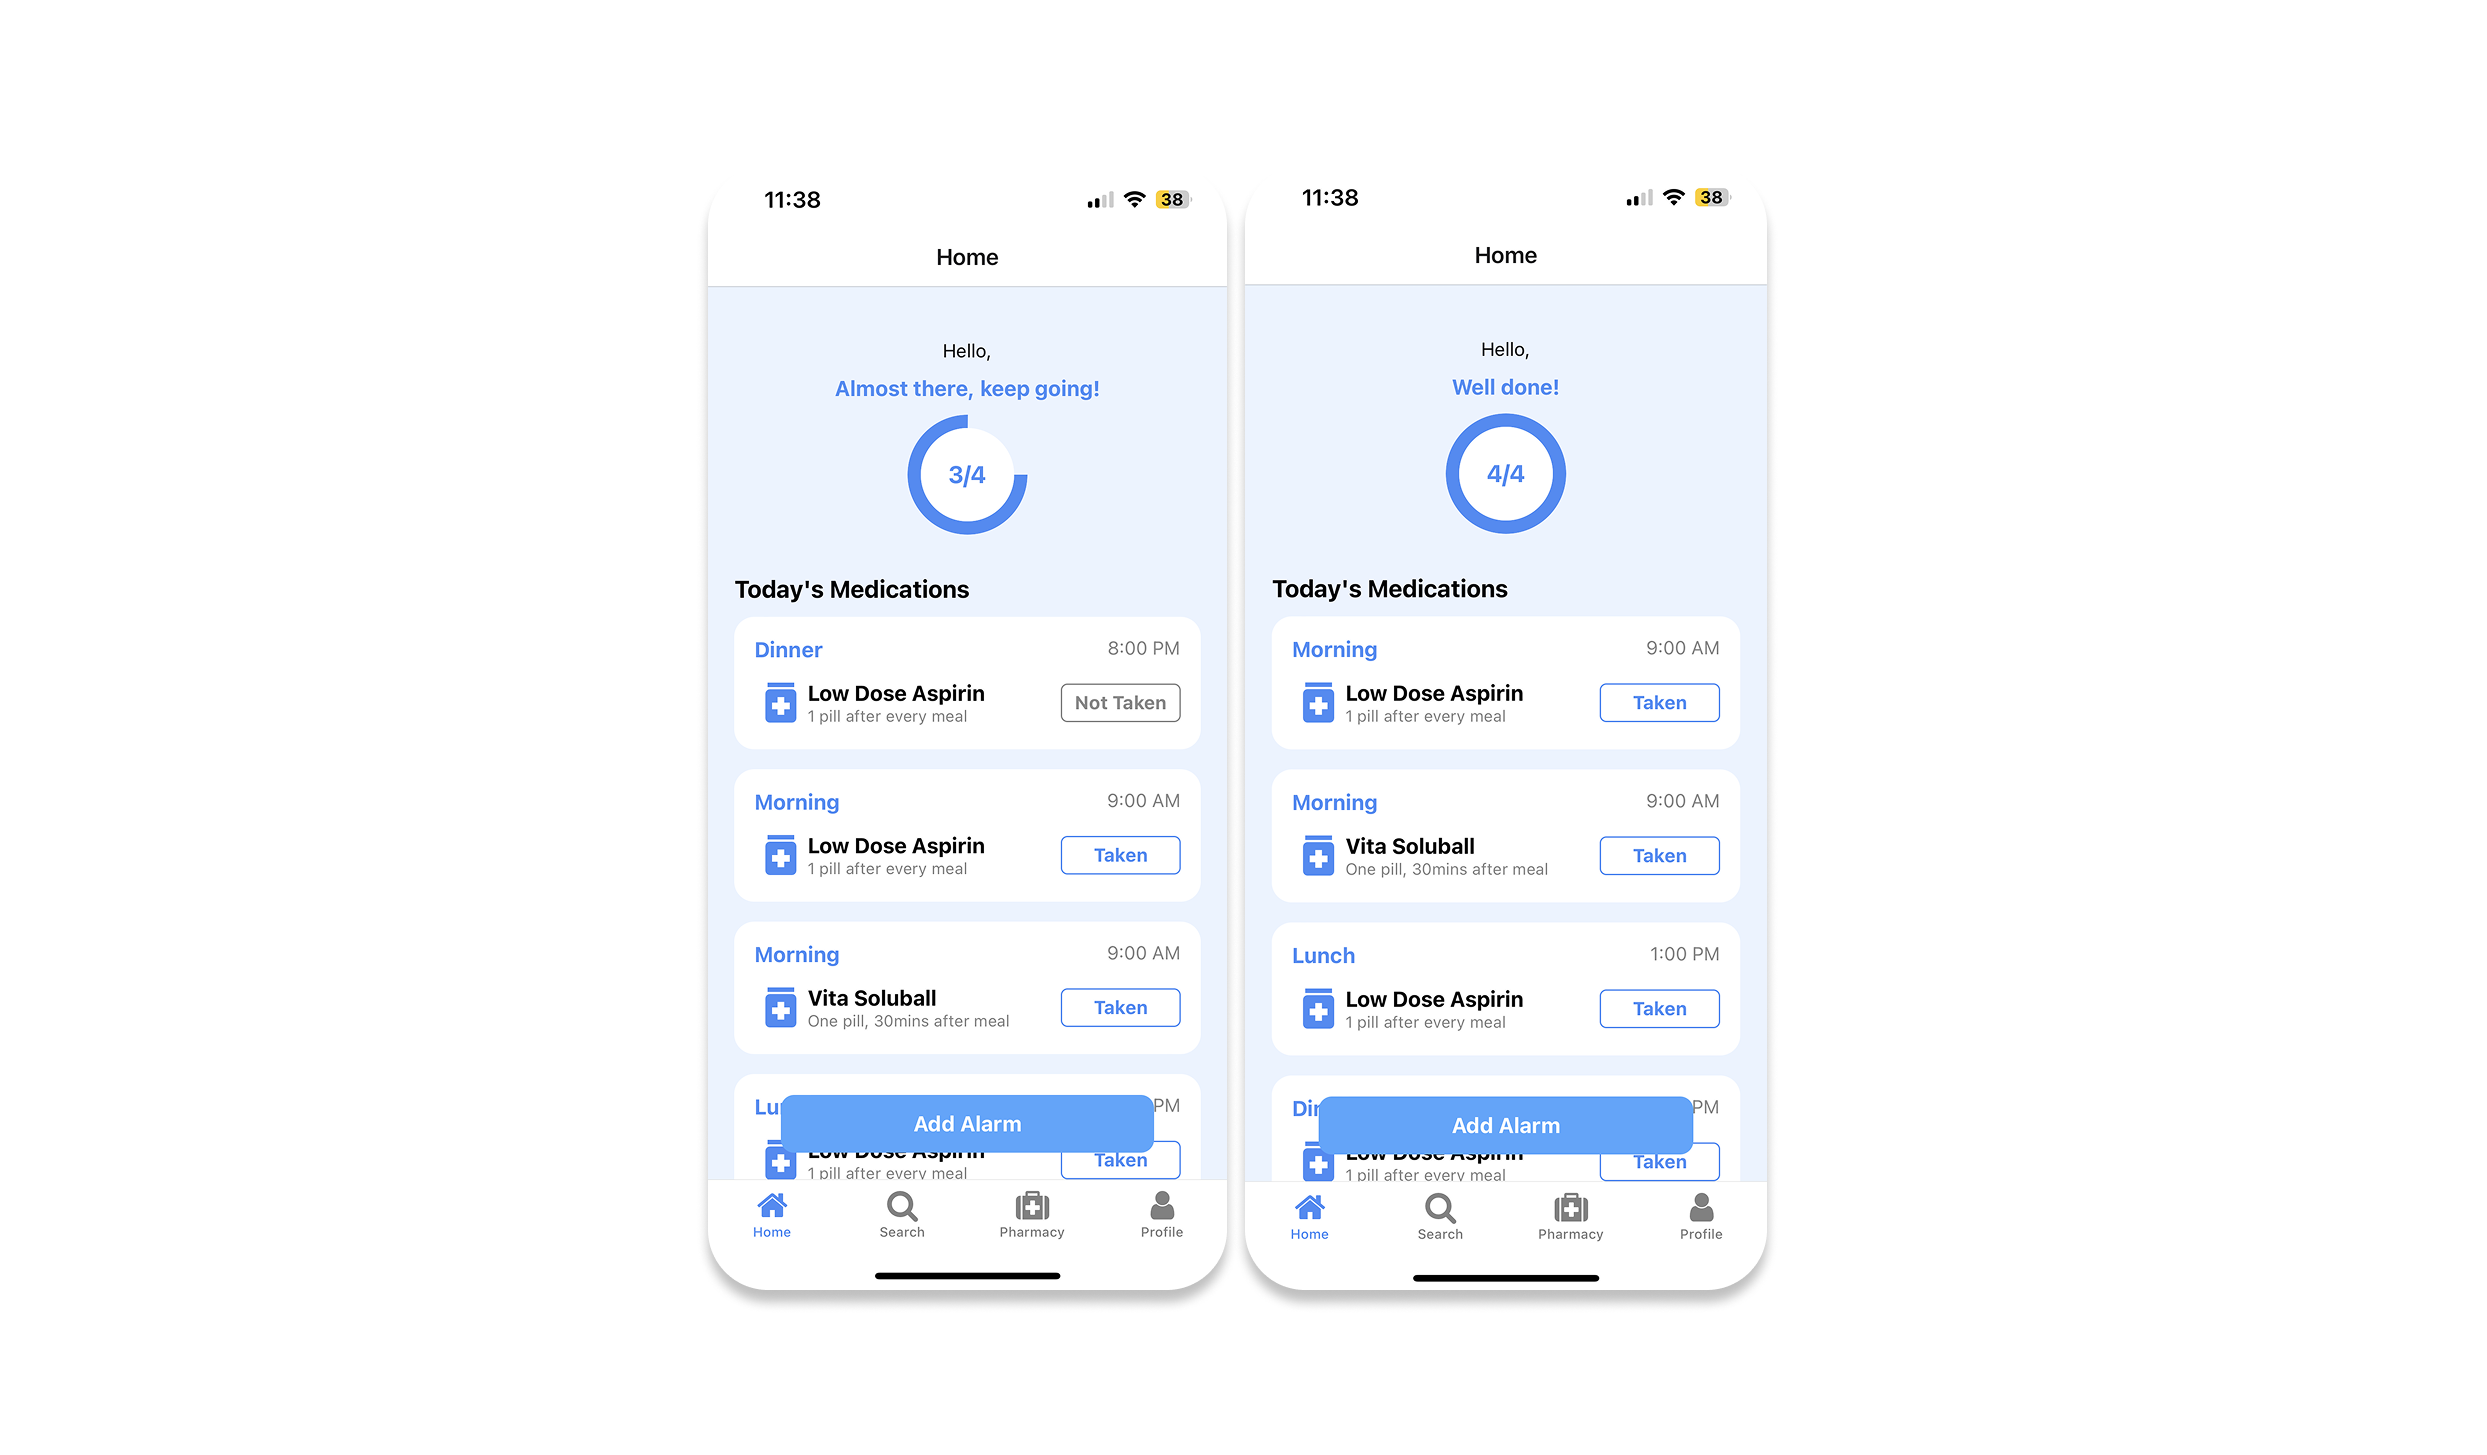 11:38
38
Home
Hello,
Almost there, keep going!
3/4
Today's Medications
Dinner 8:00 PM
Low Dose Aspirin
1 pill after every meal
Not Taken
Morning 9:00 AM
Low Dose Aspirin
1 pill after every meal
Taken
Morning 9:00 AM
Vita Soluball
One pill, 30mins after meal
Taken
PM
Add Alarm
Low Dose Aspirin
1 pill after every meal
Taken
Home Search Pharmacy Profile
11:38
38
Home
Hello,
Well done!
4/4
Today's Medications
Morning 9:00 AM
Low Dose Aspirin
1 pill after every meal
Taken
Morning 9:00 AM
Vita Soluball
One pill, 30mins after meal
Taken
Lunch 1:00 PM
Low Dose Aspirin
1 pill after every meal
Taken
PM
Add Alarm
Low Dose Aspirin
1 pill after every meal
Taken
Home Search Pharmacy Profile